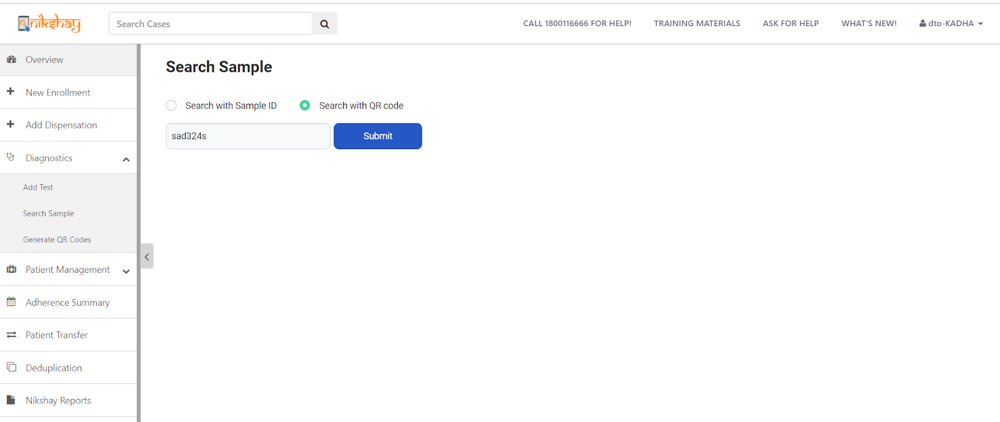 nikshay
Search Cases
CALL 1800116666 FOR HELP!
TRAINING MATERIALS
ASK FOR HELP
WHAT'S NEW!
dto-KADHA
Overview
New Enrollment
Add Dispensation
Diagnostics
Add Test
Search Sample
Generate QR Codes
Patient Management
Adherence Summary
Patient Transfer
Deduplication
Nikshay Reports
Search Sample
Search with Sample ID
Search with QR code
sad324s
Submit